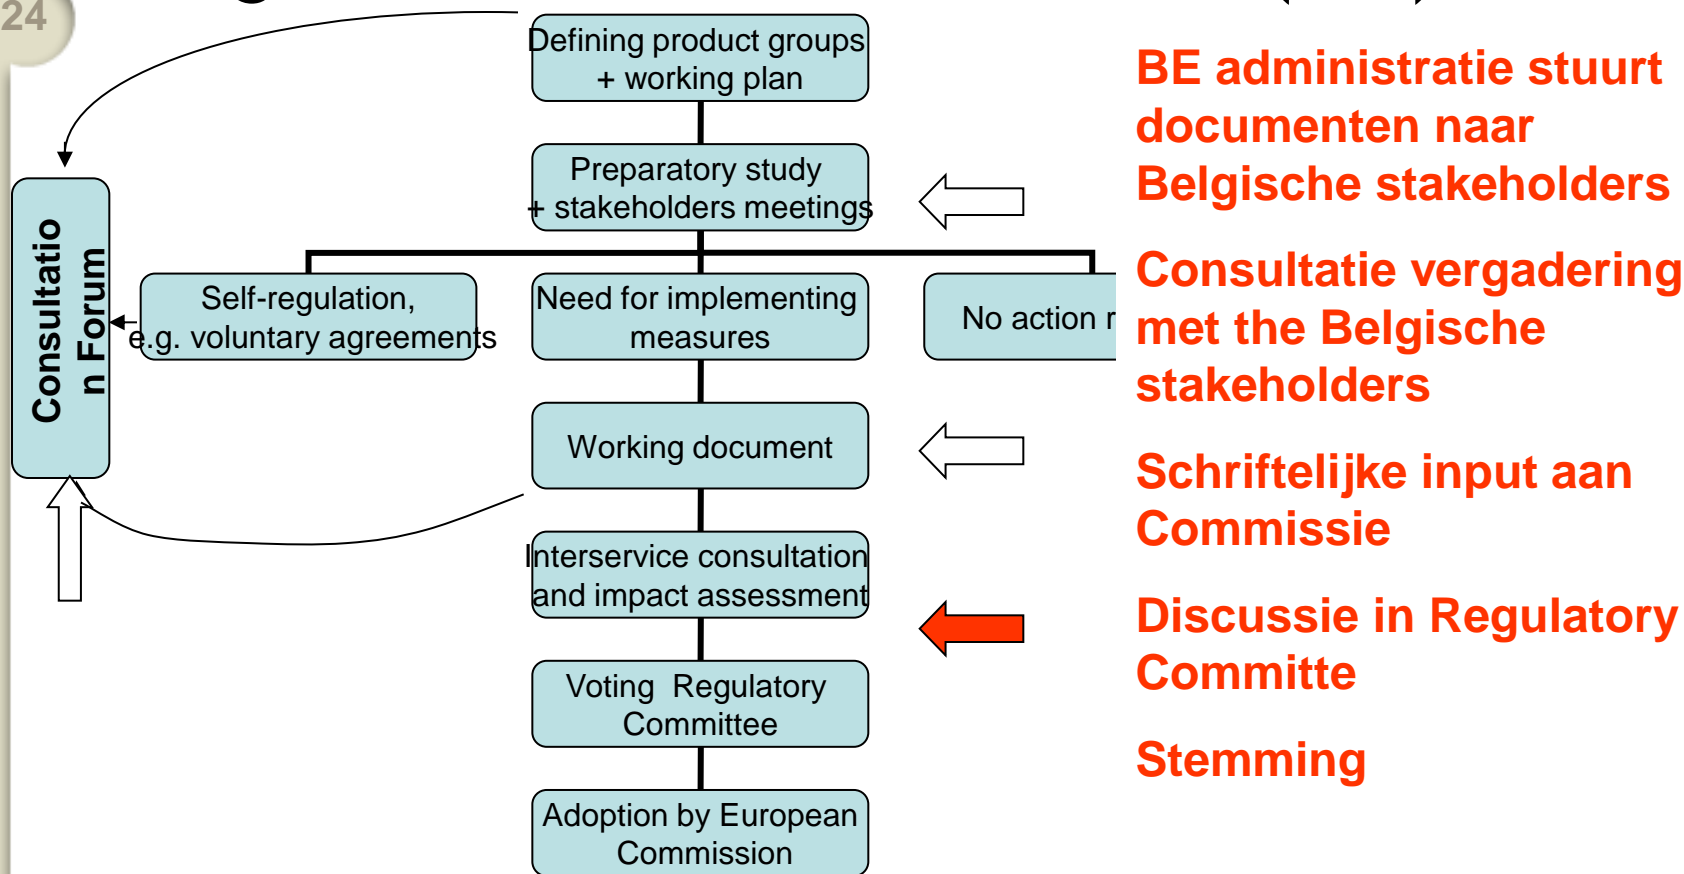 24
Defining product groups
+ working plan
Preparatory study
+ stakeholders meetings
Consultatio
n Forum
Self-regulation,
e.g. voluntary agreements
Need for implementing
measures
No action
Working document
Interservice consultation
and impact assessment
Voting Regulatory
Committee
Adoption by European
Commission
BE administratie stuurt
documenten naar
Belgische stakeholders
Consultatie vergadering
met the Belgische
stakeholders
Schriftelijke input aan
Commissie
Discussie in Regulatory
Committe
Stemming